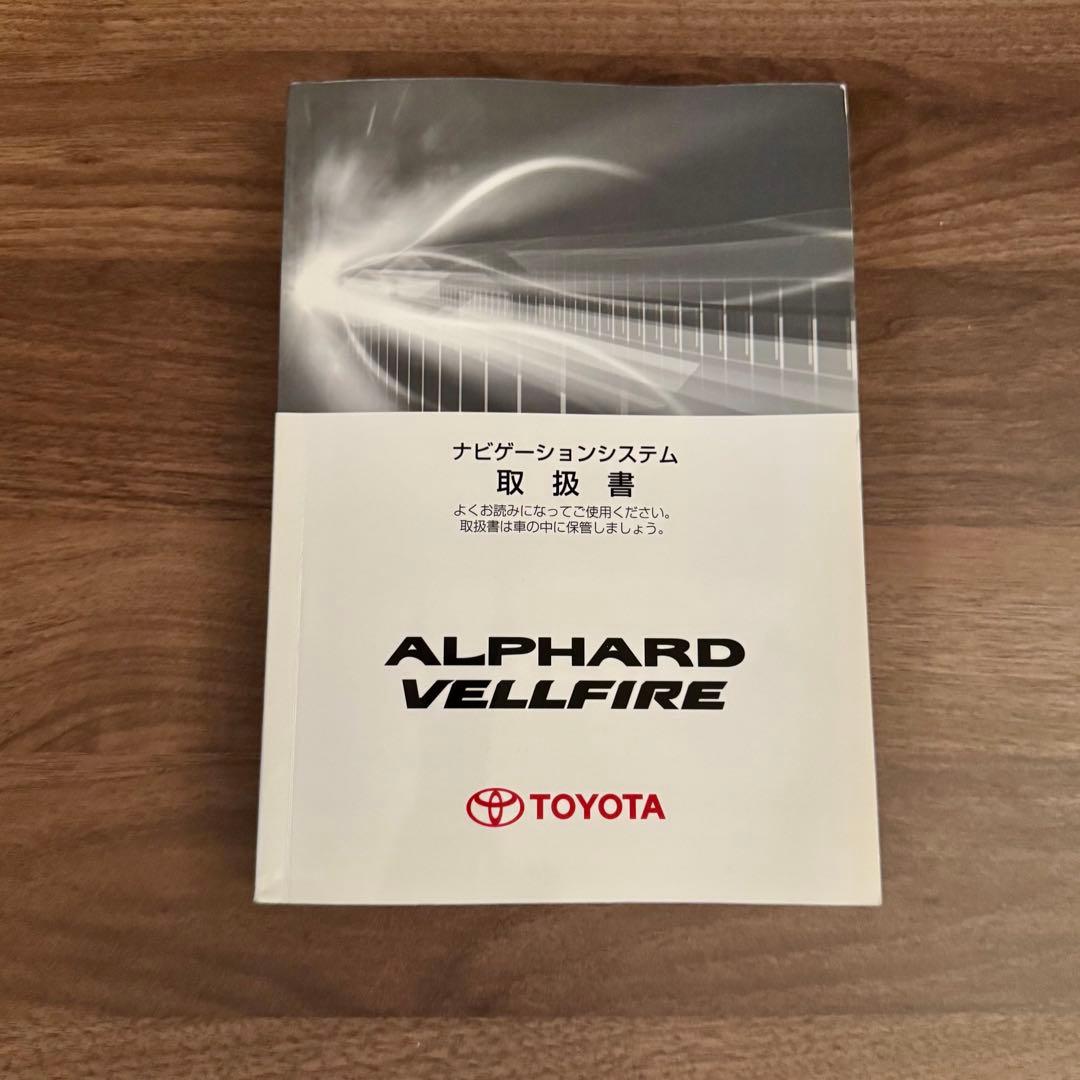 ナビゲーションシステム
取 扱 書
よくお読みになってご使用ください。
取扱書は車の中に保管しましょう。
ALPHARD
VELLFIRE
TOYOTA